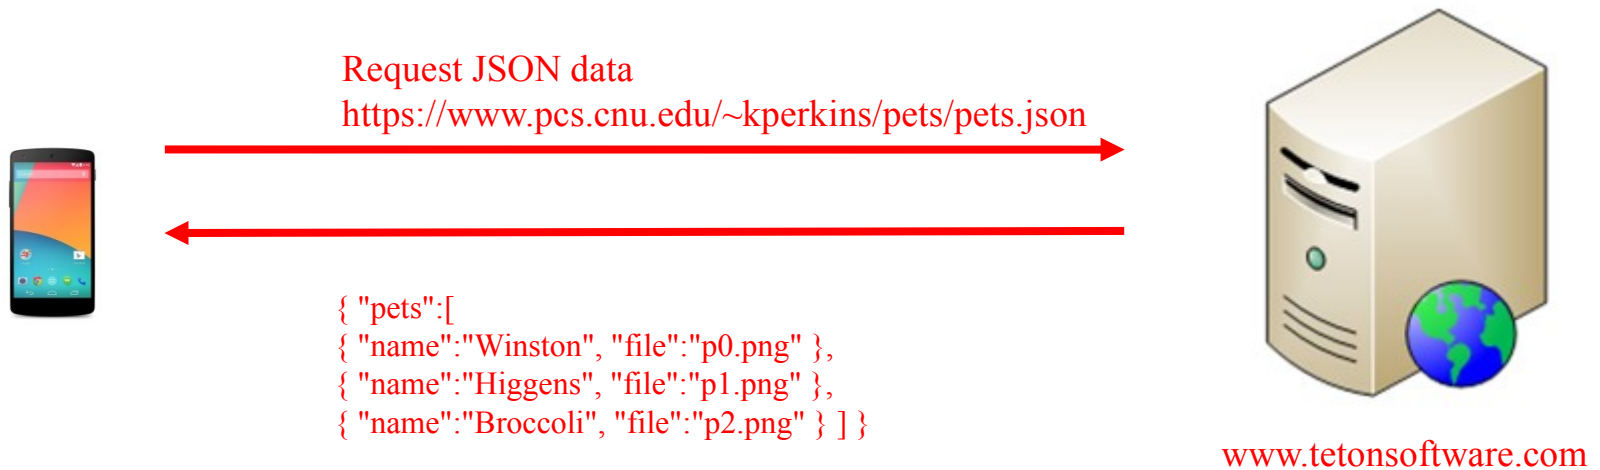 Request JSON data
https://www.pcs.cnu.edu/~kperkins/pets/pets.json
{ "pets":[
{ "name":"Winston", "file":"p0.png" },
{ "name":"Higgens", "file":"p1.png" },
{ "name":"Broccoli", "file":"p2.png" } ] }
www.tetonsoftware.com